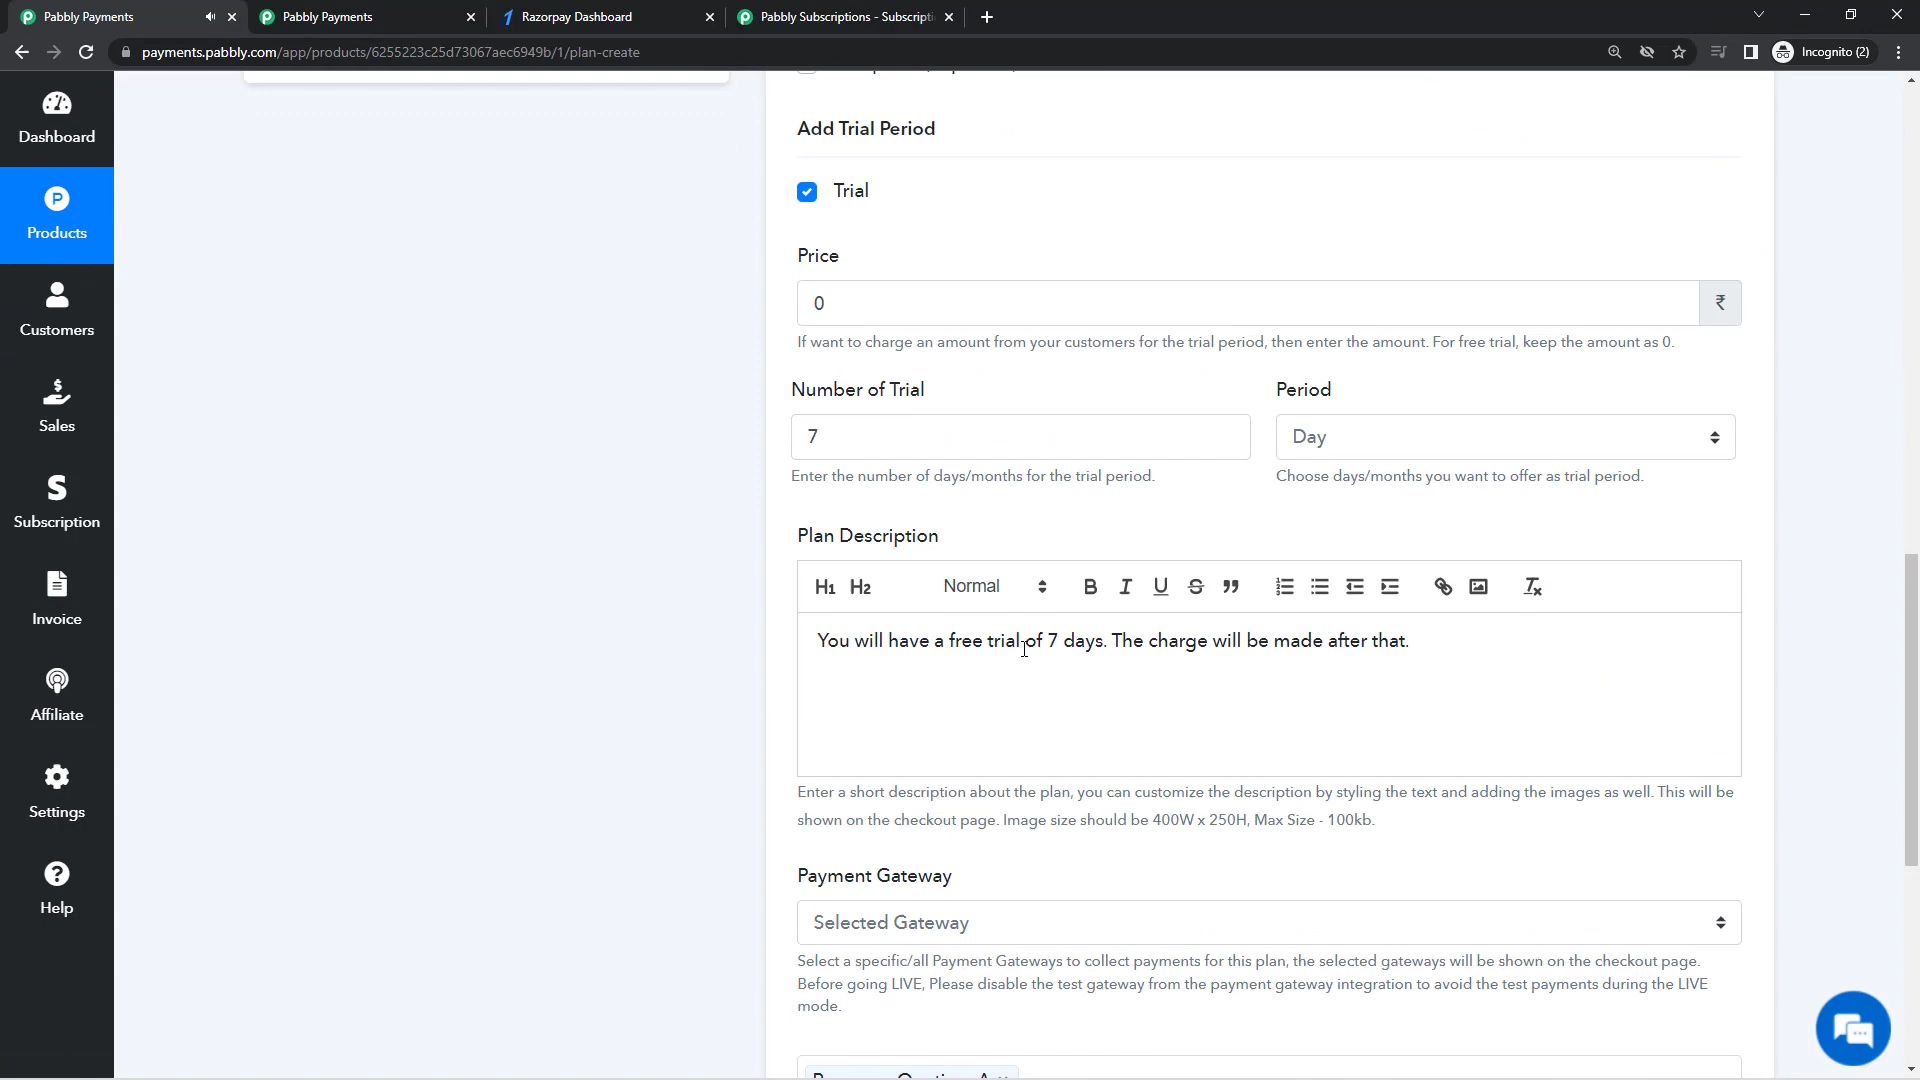 Pabbly Payments
Pabbly Payments
Razorpay Dashboard
Pabbly Subscriptions - Subscripti
payments.pabbly.com/app/products/6255223c25d73067aec6949b/1/plan-create
Incognito (2)
Dashboard
Products
Customers
Sales
Subscription
Invoice
Affiliate
Settings
Help
Add Trial Period
Trial
Price
0
₹
If want to charge an amount from your customers for the trial period, then enter the amount. For free trial, keep the amount as 0.
Number of Trial
Period
7
Day
Enter the number of days/months for the trial period.
Choose days/months you want to offer as trial period.
Plan Description
H1 H2 Normal B I U S
You will have a free trial of 7 days. The charge will be made after that.
Enter a short description about the plan, you can customize the description by styling the text and adding the images as well. This will be
shown on the checkout page. Image size should be 400W x 250H, Max Size - 100kb.
Payment Gateway
Selected Gateway
Select a specific/all Payment Gateways to collect payments for this plan, the selected gateways will be shown on the checkout page.
Before going LIVE, Please disable the test gateway from the payment gateway integration to avoid the test payments during the LIVE
mode.